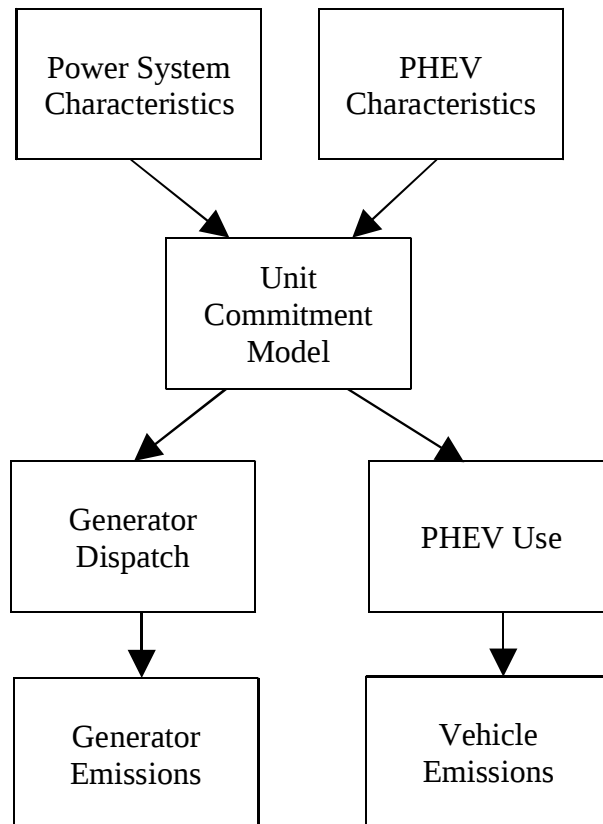 Power System
Characteristics
PHEV
Characteristics
Unit
Commitment
Model
Generator
Dispatch
PHEV Use
Generator
Emissions
Vehicle
Emissions